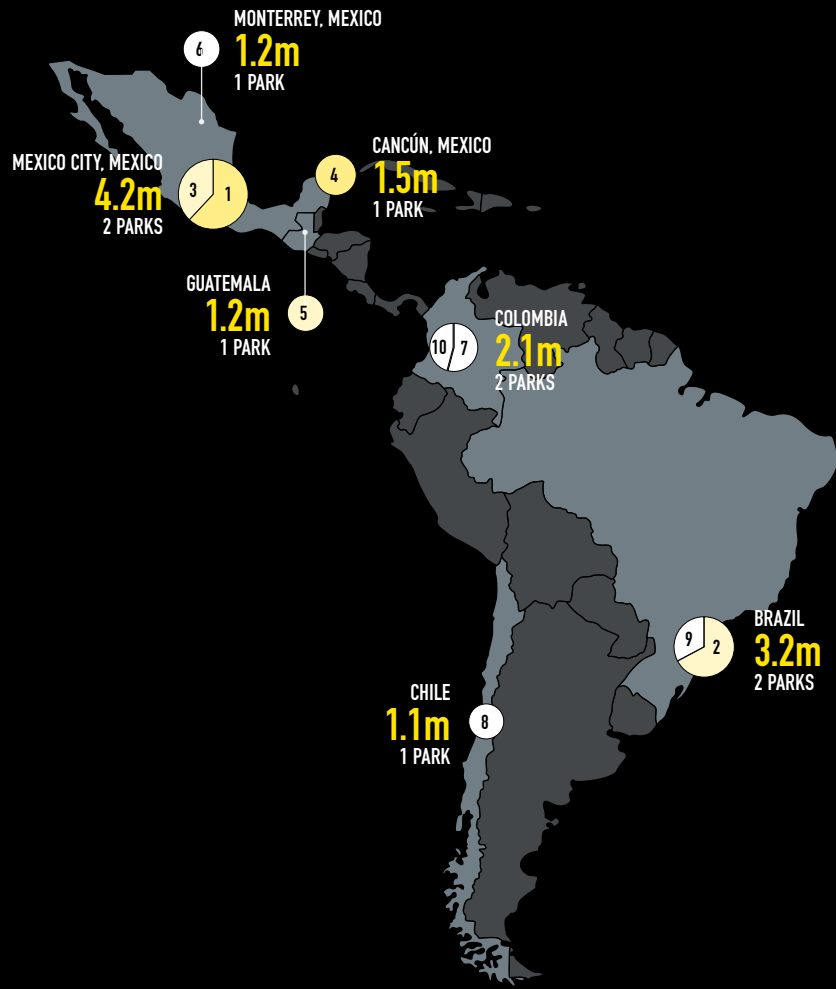 MONTERREY, MEXICO
1.2m
1 PARK
6
MEXICO CITY, MEXICO
4.2m
2 PARKS
3
1
CANCÚN, MEXICO
1.5m
1 PARK
4
GUATEMALA
1.2m
1 PARK
5
COLOMBIA
2.1m
2 PARKS
10
7
BRAZIL
3.2m
2 PARKS
9
2
CHILE
1.1m
1 PARK
8